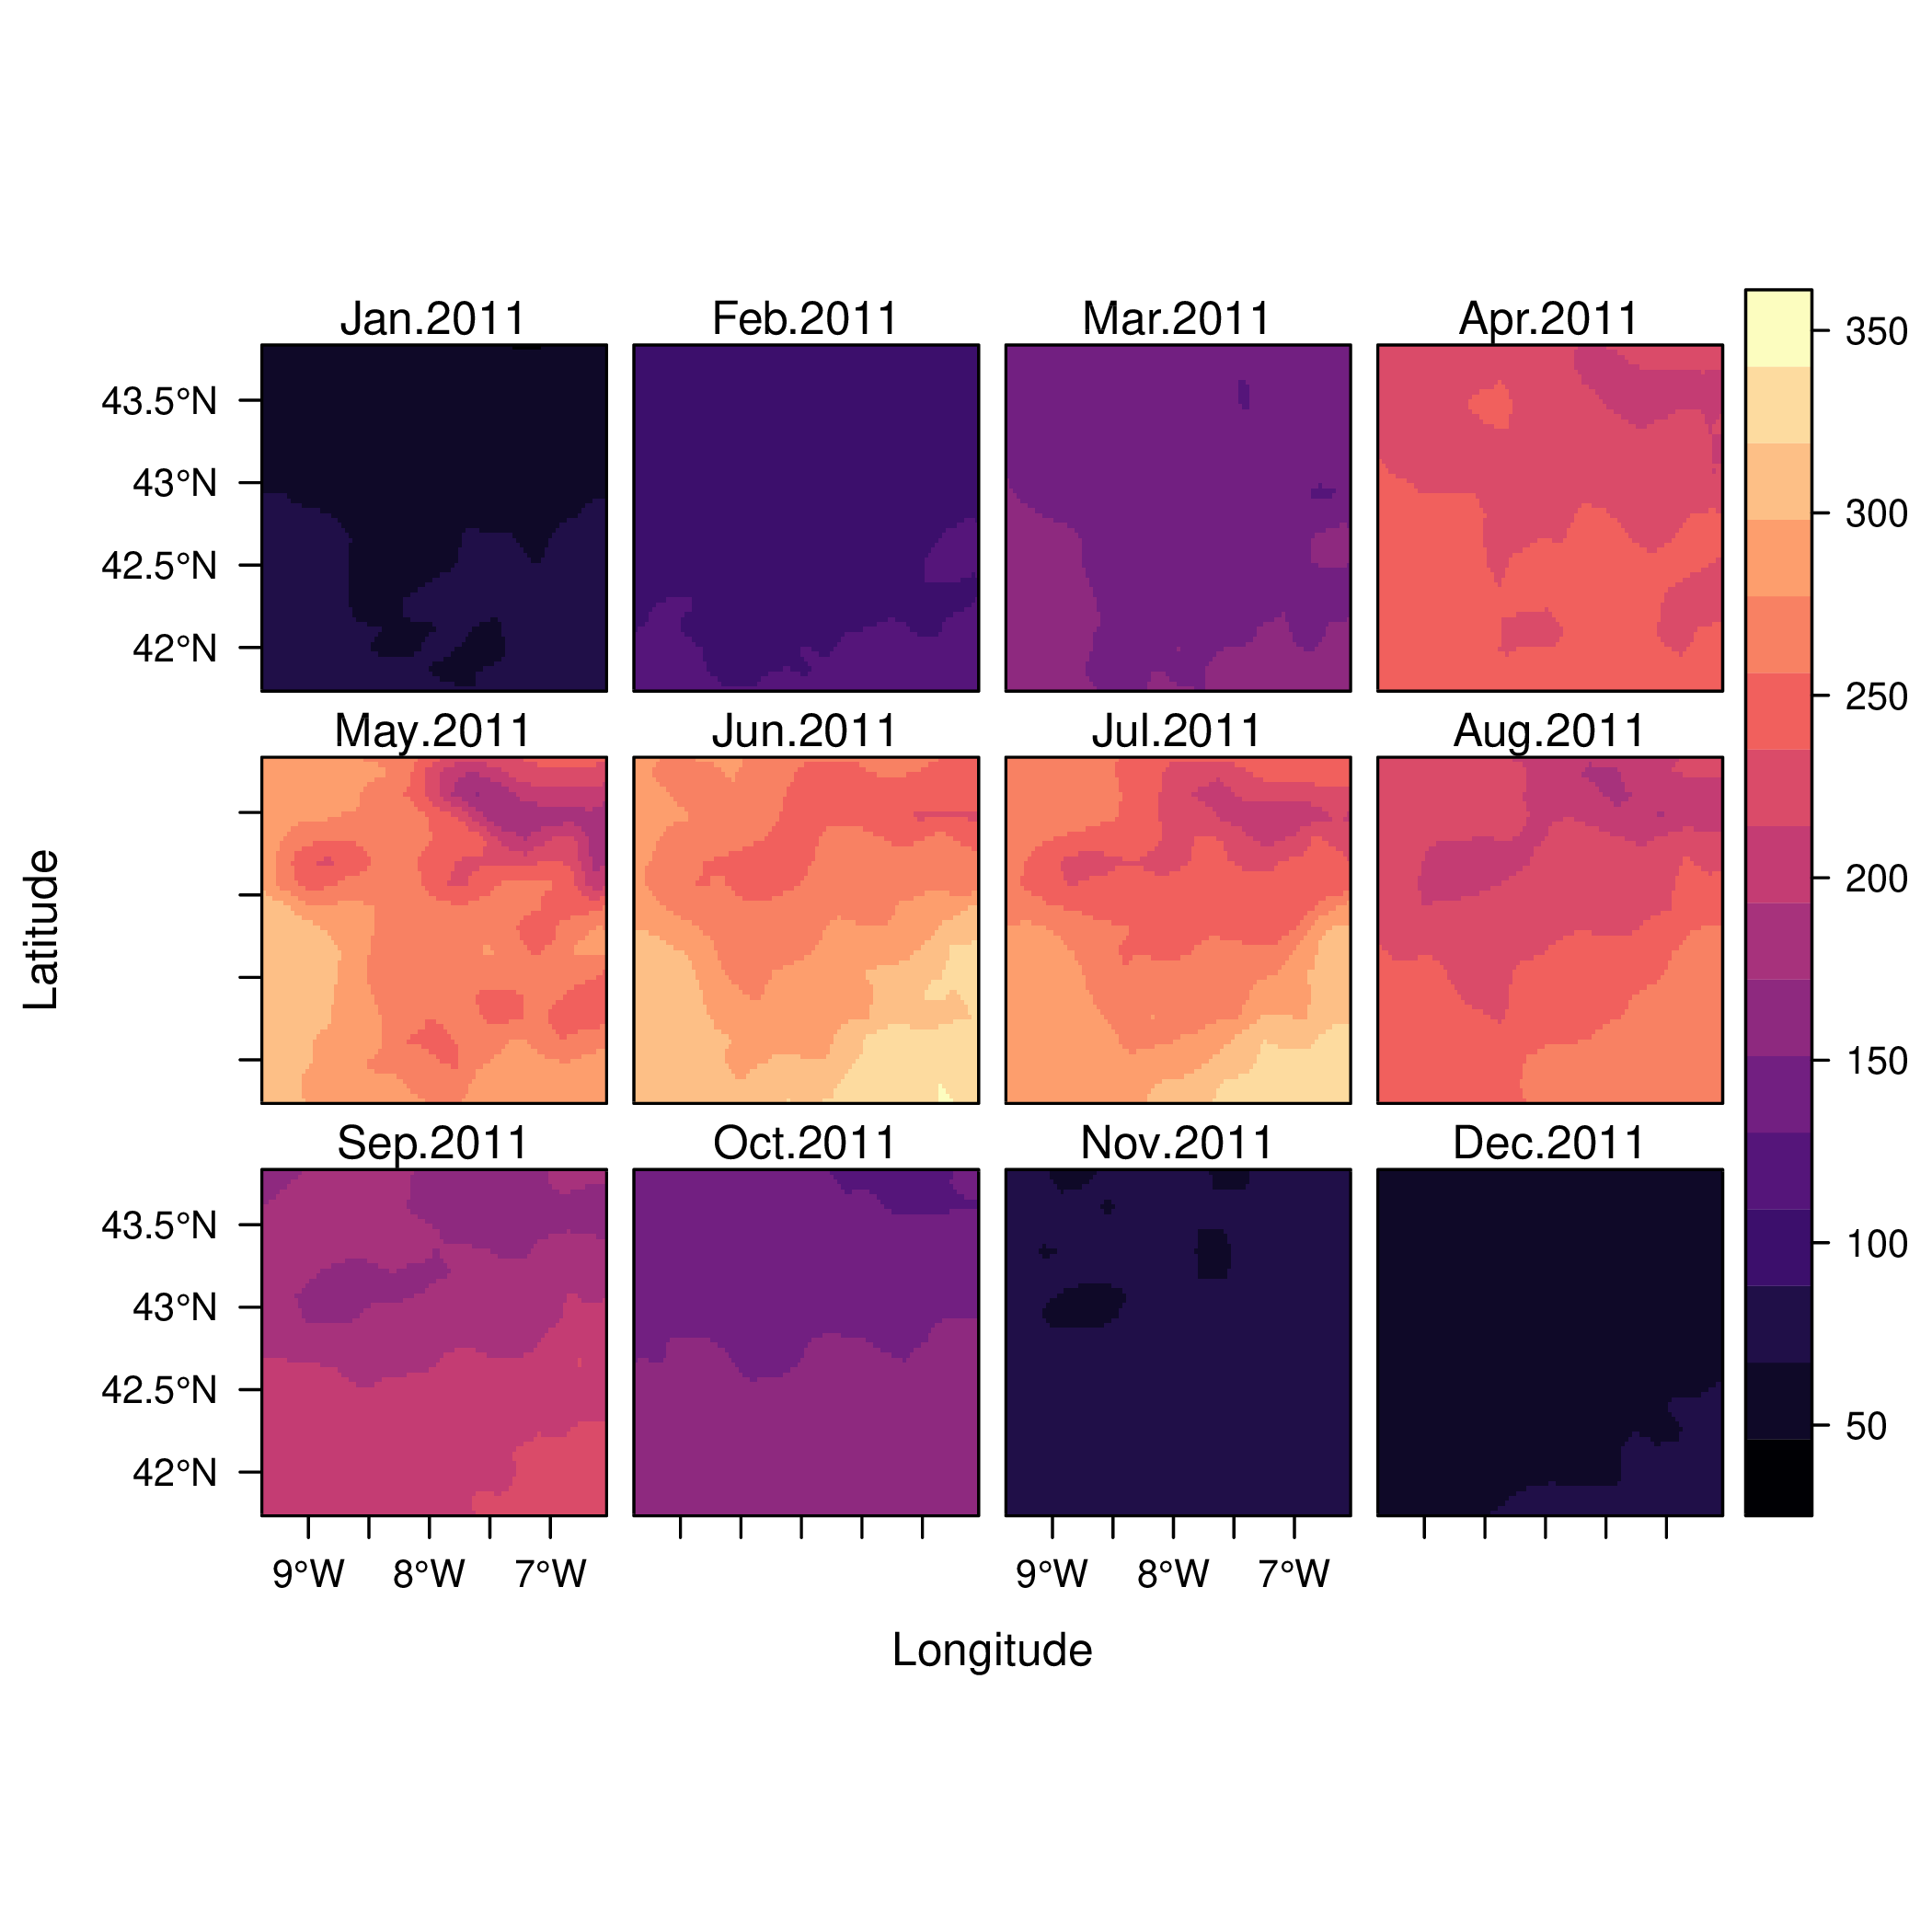 Jan.2011 Feb.2011 Mar.2011 Apr.2011
43.5°N
43°N
42.5°N
42°N
May.2011 Jun.2011 Jul.2011 Aug.2011
Sep.2011 Oct.2011 Nov.2011 Dec.2011
43.5°N
43°N
42.5°N
42°N
9°W 8°W 7°W 9°W 8°W 7°W
Longitude
Latitude
350
300
250
200
150
100
50